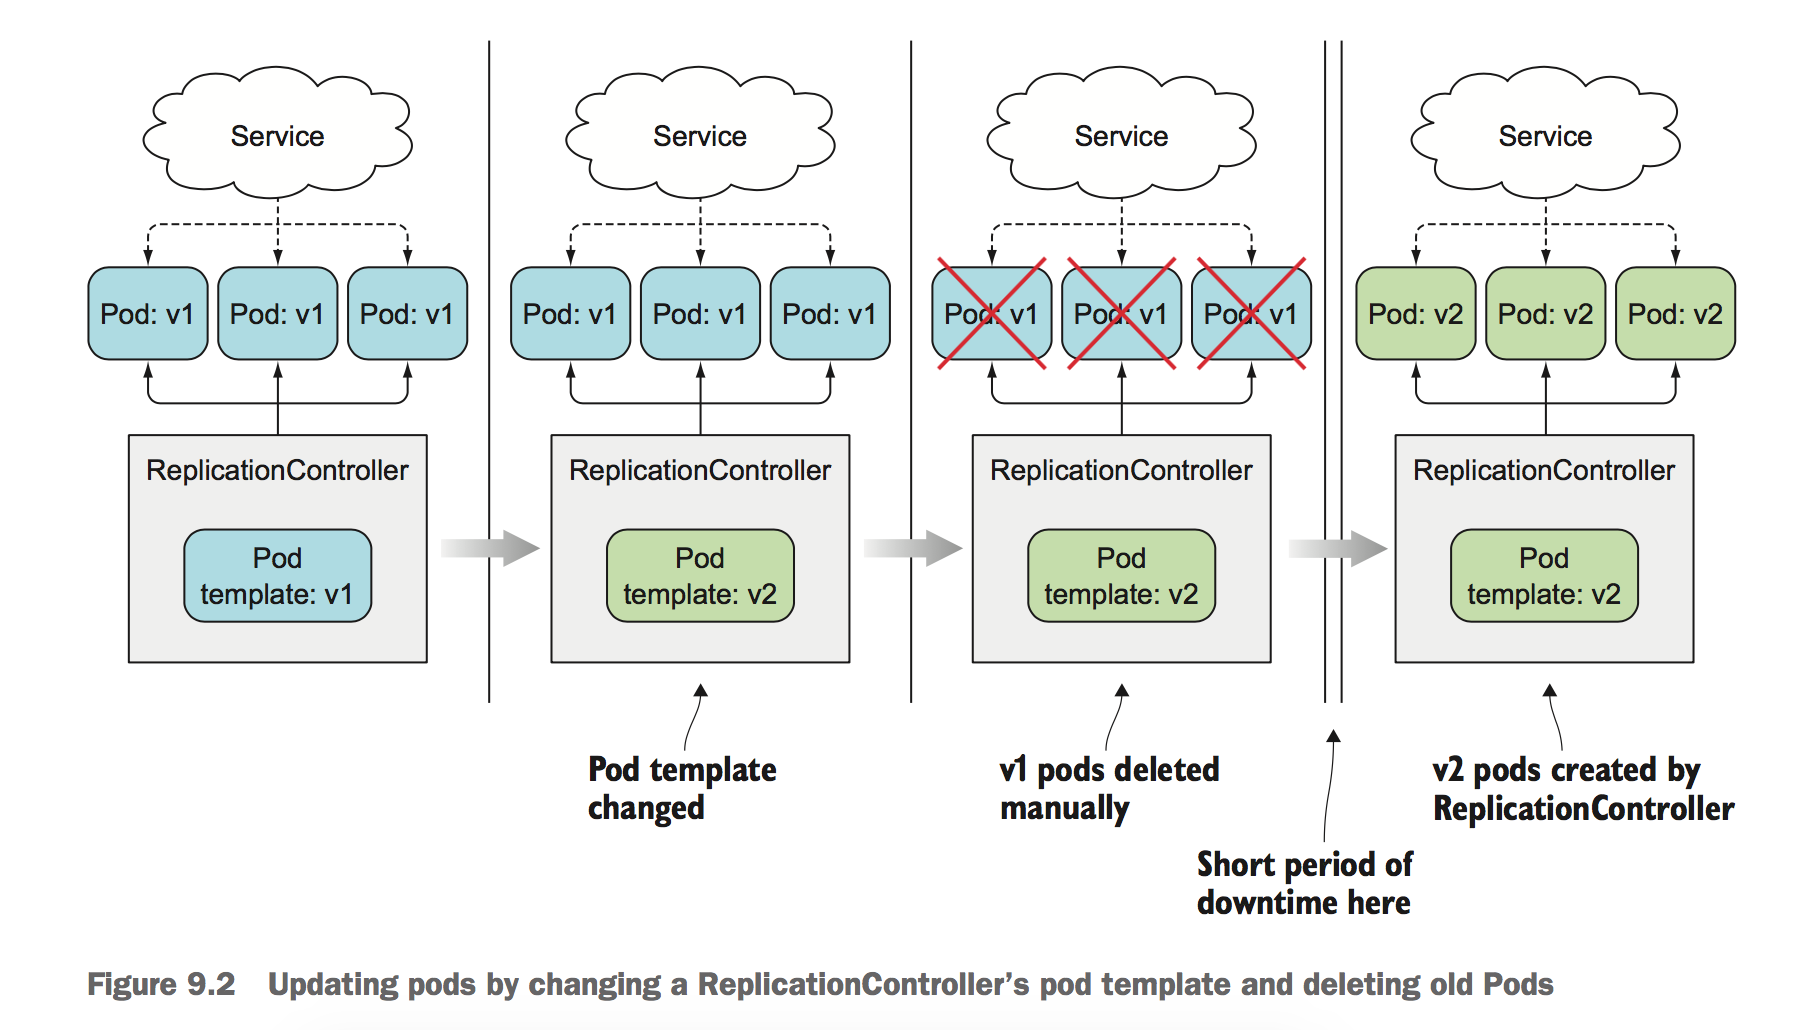 Service
Pod: v1
Pod: v1
Pod: v1
ReplicationController
Pod
template: v1
Service
Pod: v1
Pod: v1
Pod: v1
ReplicationController
Pod
template: v2
Pod template
changed
Service
Pod: v1
Pod: v1
Pod: v1
ReplicationController
Pod
template: v2
v1 pods deleted
manually
Short period of
downtime here
Service
Pod: v2
Pod: v2
Pod: v2
ReplicationController
Pod
template: v2
v2 pods created by
ReplicationController
Figure 9.2 Updating pods by changing a ReplicationController’s pod template and deleting old Pods